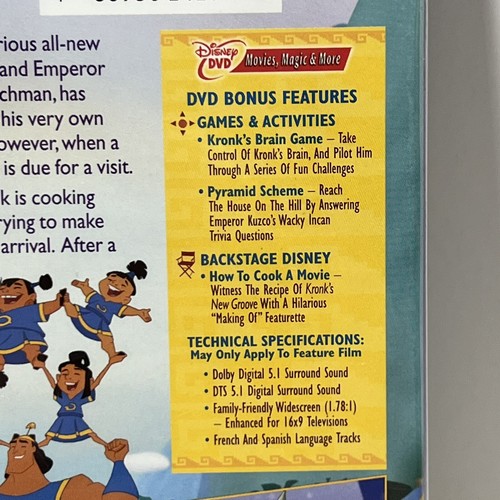 rious all-new
and Emperor
chman, has
his very own
owever, when a
is due for a visit.
k is cooking
rying to make
arrival. After a
Disney
DVD
Movies, Magic & More
DVD BONUS FEATURES
GAMES & ACTIVITIES
• Kronk's Brain Game – Take
Control Of Kronk's Brain, And Pilot Him
Through A Series Of Fun Challenges
• Pyramid Scheme – Reach
The House On The Hill By Answering
Emperor Kuzco's Wacky Incan
Trivia Questions
BACKSTAGE DISNEY
• How To Cook A Movie –
Witness The Recipe Of Kronk's
New Groove With A Hilarious
"Making Of" Featurette
TECHNICAL SPECIFICATIONS:
May Only Apply To Feature Film
• Dolby Digital 5.1 Surround Sound
• DTS 5.1 Digital Surround Sound
• Family-Friendly Widescreen (1.78:1)
– Enhanced For 16x9 Televisions
• French And Spanish Language Tracks